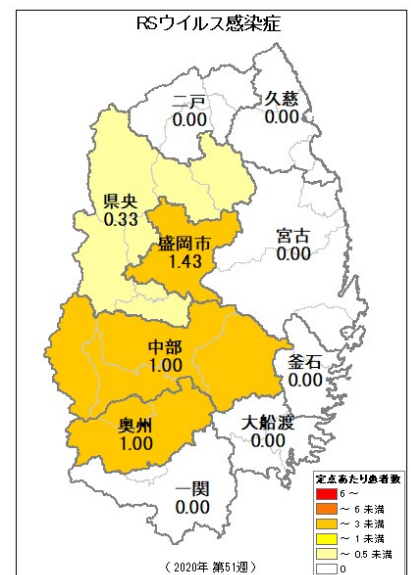 RSウイルス感染症
二戸
0.00
久慈
0.00
県央
0.33
盛岡市
1.43
宮古
0.00
中部
1.00
釜石
0.00
奥州
1.00
大船渡
0.00
一関
0.00
定点あたり患者数
6 ～
～ 6 未満
～ 3 未満
～ 1 未満
～ 0.5 未満
0
（ 2020年 第51週 ）